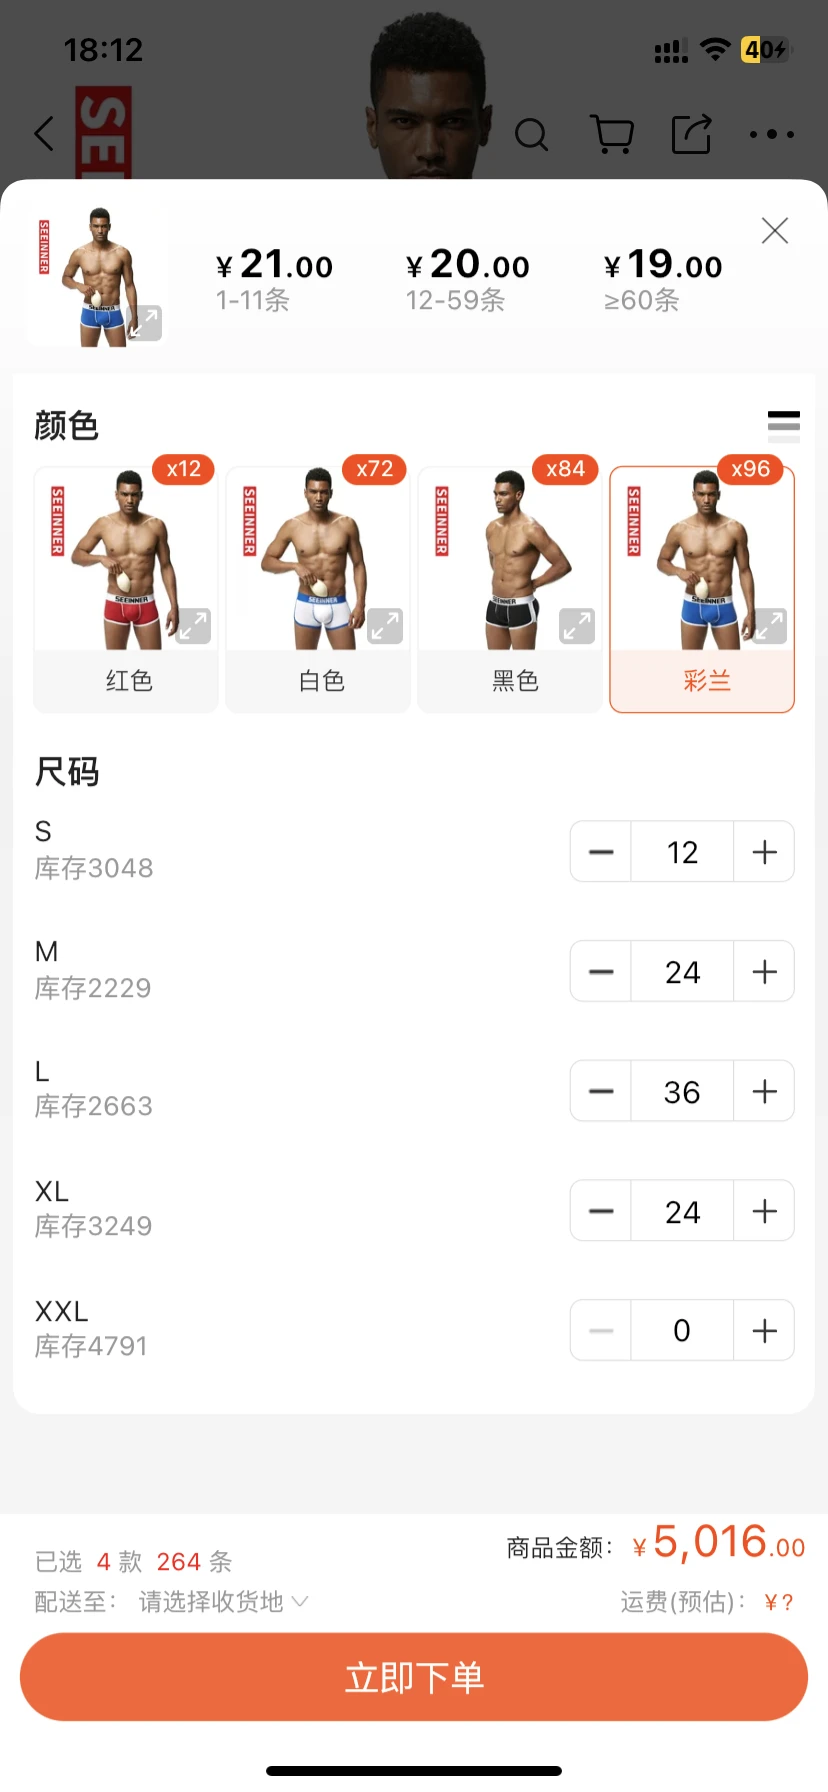 18:12
40
SEE
SEEINNER
SEEINNER
¥21.00
1-11条
¥20.00
12-59条
¥19.00
≥60条
颜色
x12
x72
x84
x96
SEEINNER
SEEINNER
SEEINNER
SEEINNER
SEEINNER
SEEINNER
SEEINNER
SEEINNER
红色
白色
黑色
彩兰
尺码
S
库存3048
12
M
库存2229
24
L
库存2663
36
XL
库存3249
24
XXL
库存4791
0
已选 4 款 264 条
商品金额: ¥5,016.00
配送至: 请选择收货地
运费(预估): ¥?
立即下单